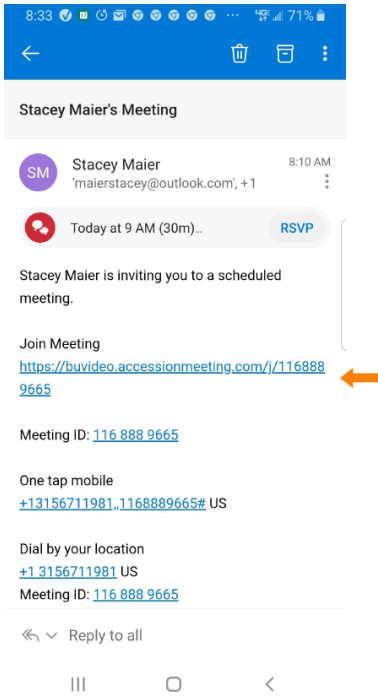 8:33 ... 71%
Stacey Maier's Meeting
SM
Stacey Maier
8:10 AM
'maierstacey@outlook.com', +1
Today at 9 AM (30m)...
RSVP
Stacey Maier is inviting you to a scheduled
meeting.
Join Meeting
https://buvideo.accessionmeeting.com/j/116888
9665
Meeting ID: 116 888 9665
One tap mobile
+13156711981,,1168889665# US
Dial by your location
+1 3156711981 US
Meeting ID: 116 888 9665
Reply to all